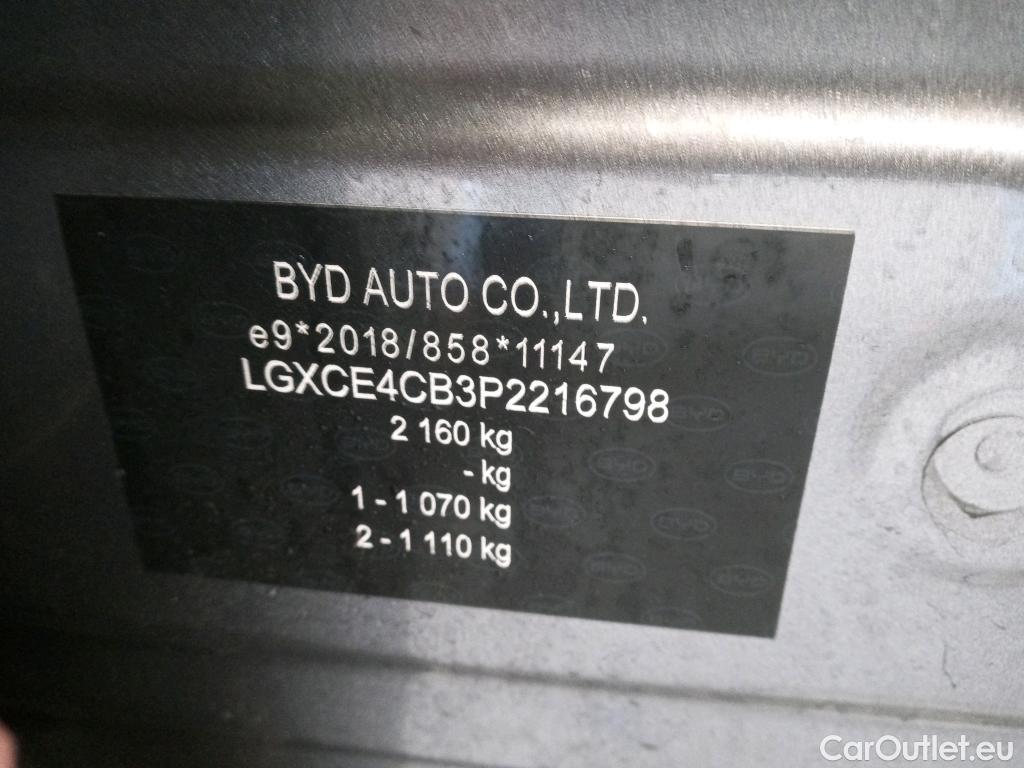 BYD AUTO CO.,LTD.
e9*2018/858*11147
LGXCE4CB3P2216798
2 160 kg
- kg
1 - 1 070 kg
2 - 1 110 kg
CarOutlet.eu